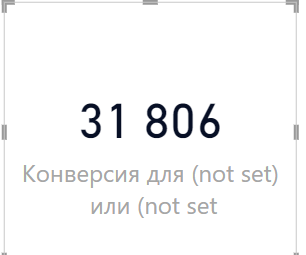 31 806
Конверсия для (not set)
или (not set